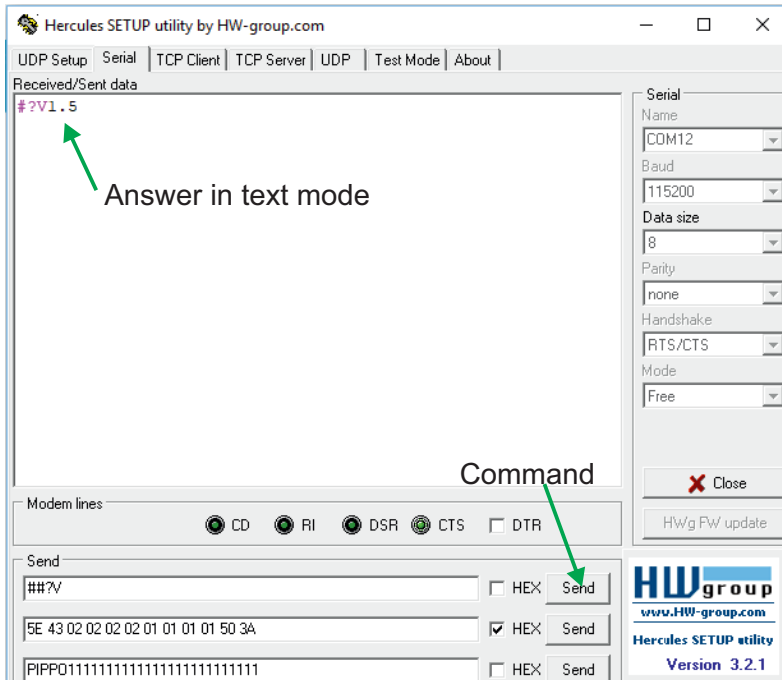 Hercules SETUP utility by HW-group.com
UDP Setup Serial TCP Client TCP Server UDP Test Mode About
Received/Sent data
#?V1.5
Answer in text mode
Serial
Name
COM12
Baud
115200
Data size
8
Parity
none
Handshake
RTS/CTS
Mode
Free
Command
Close
HWg FW update
Modem lines
CD RI DSR CTS DTR
Send
##?V HEX Send
5E 43 02 02 02 02 01 01 01 01 50 3A HEX Send
PIPPO1111111111111111111111111 HEX Send
HWgroup
www.HW-group.com
Hercules SETUP utility
Version 3.2.1